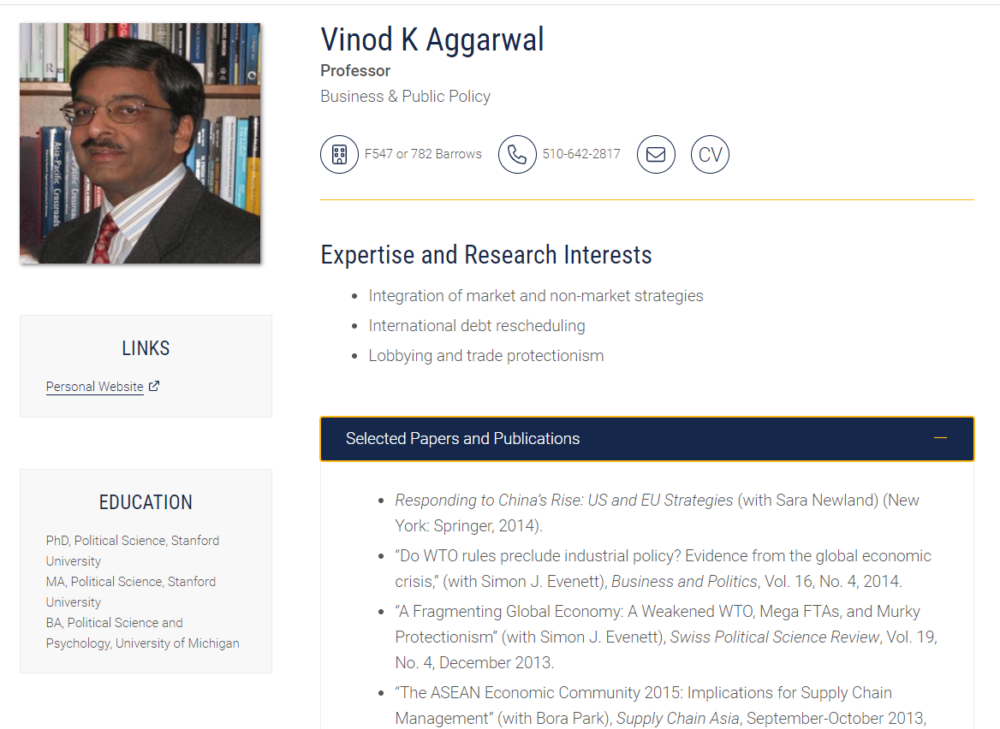 Vinod K Aggarwal
Professor
Business & Public Policy
F547 or 782 Barrows
510-642-2817
CV
Asia-Pacific Crossroads
Pacific Crossroads
Expertise and Research Interests
Integration of market and non-market strategies
International debt rescheduling
Lobbying and trade protectionism
LINKS
Personal Website
EDUCATION
PhD, Political Science, Stanford
University
MA, Political Science, Stanford
University
BA, Political Science and
Psychology, University of Michigan
Selected Papers and Publications
Responding to China's Rise: US and EU Strategies (with Sara Newland) (New
York: Springer, 2014).
“Do WTO rules preclude industrial policy? Evidence from the global economic
crisis,” (with Simon J. Evenett), Business and Politics, Vol. 16, No. 4, 2014.
“A Fragmenting Global Economy: A Weakened WTO, Mega FTAs, and Murky
Protectionism” (with Simon J. Evenett), Swiss Political Science Review, Vol. 19,
No. 4, December 2013.
“The ASEAN Economic Community 2015: Implications for Supply Chain
Management” (with Bora Park), Supply Chain Asia, September-October 2013,